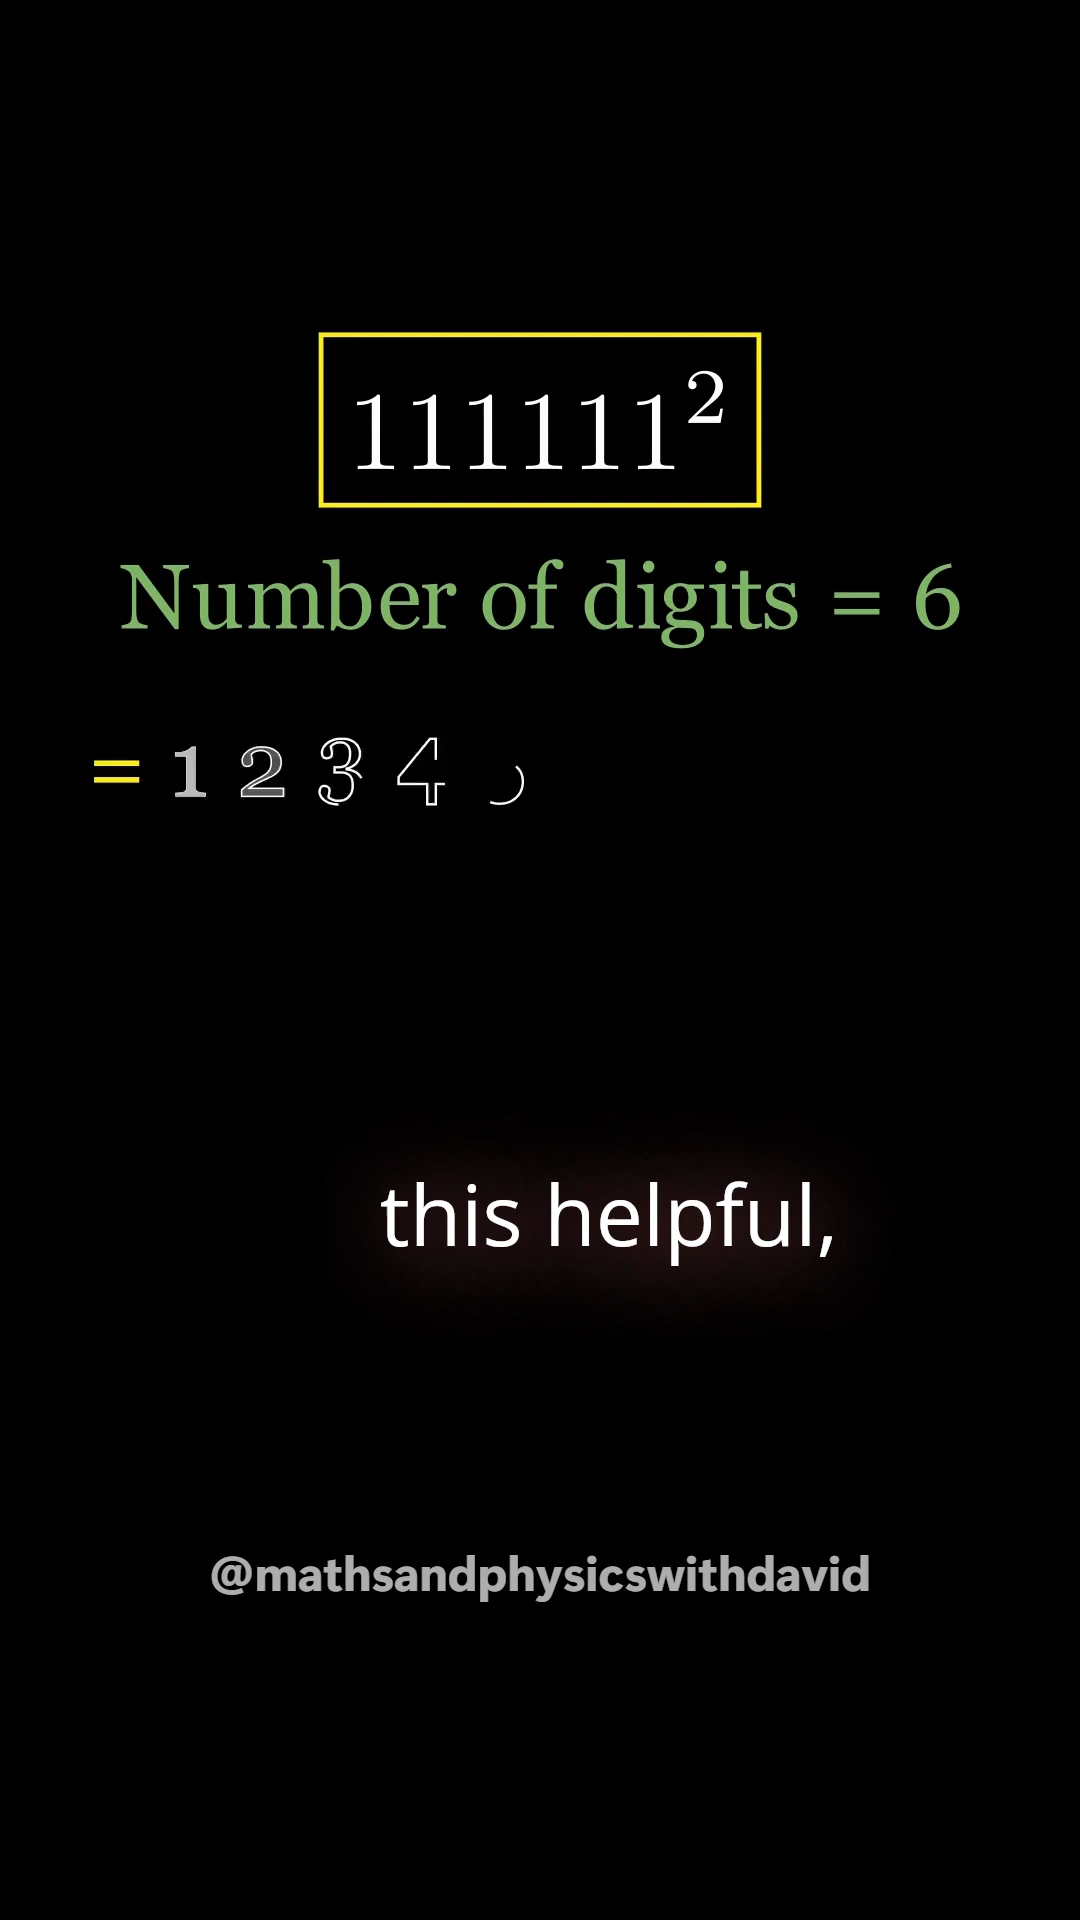 111111²
Number of digits = 6
= 1 2 3 4
this helpful,
@mathsandphysicswithdavid